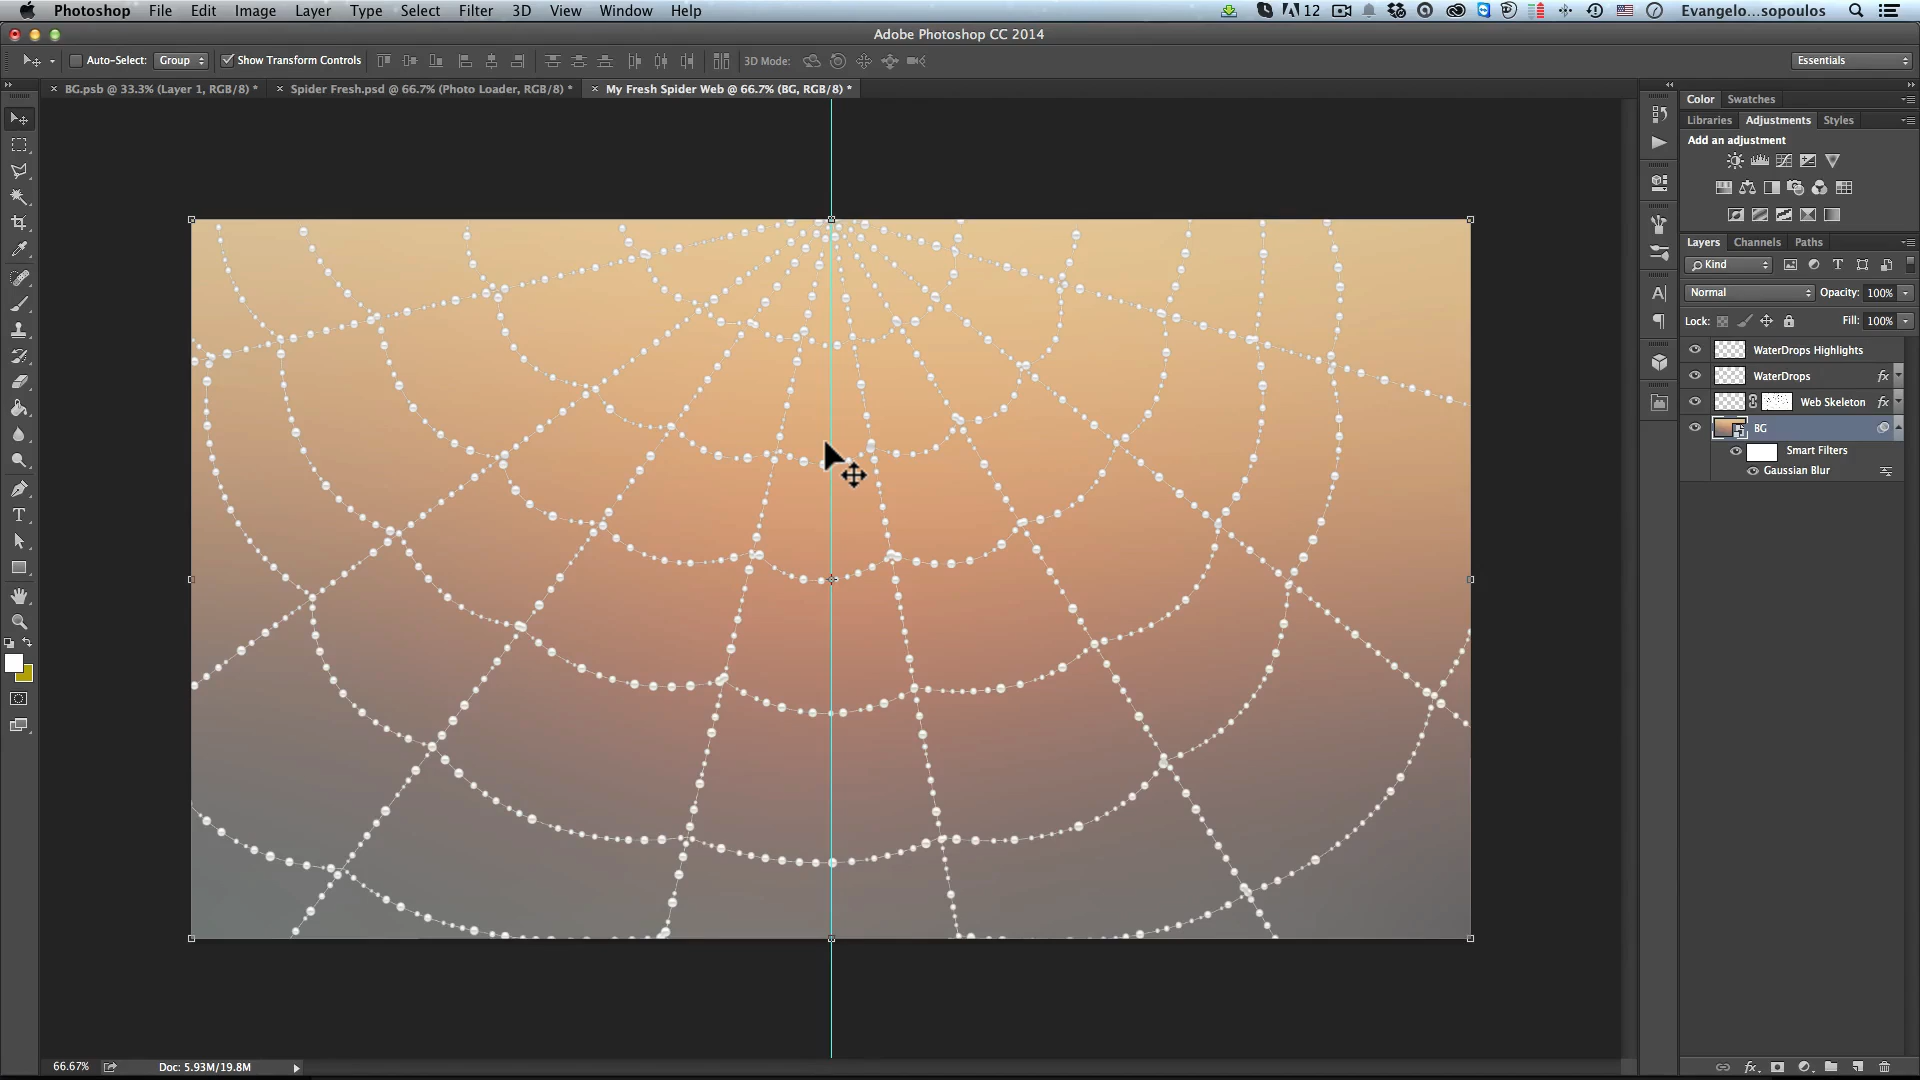 Photoshop File Edit Image Layer Type Select Filter 3D View Window Help 12 Evangelo...sopoulos
Adobe Photoshop CC 2014
Auto-Select: Group Show Transform Controls 3D Mode: Essentials
BG.psb @ 33.3% (Layer 1, RGB/8) * Spider Fresh.psd @ 66.7% (Photo Loader, RGB/8) * My Fresh Spider Web @ 66.7% (BG, RGB/8) *
Color Swatches
Libraries Adjustments Styles
Add an adjustment
Layers Channels Paths
Kind
Normal Opacity: 100%
Lock: Fill: 100%
WaterDrops Highlights
WaterDrops fx
Web Skeleton fx
BG
Smart Filters
Gaussian Blur
66.67% Doc: 5.93M/19.8M